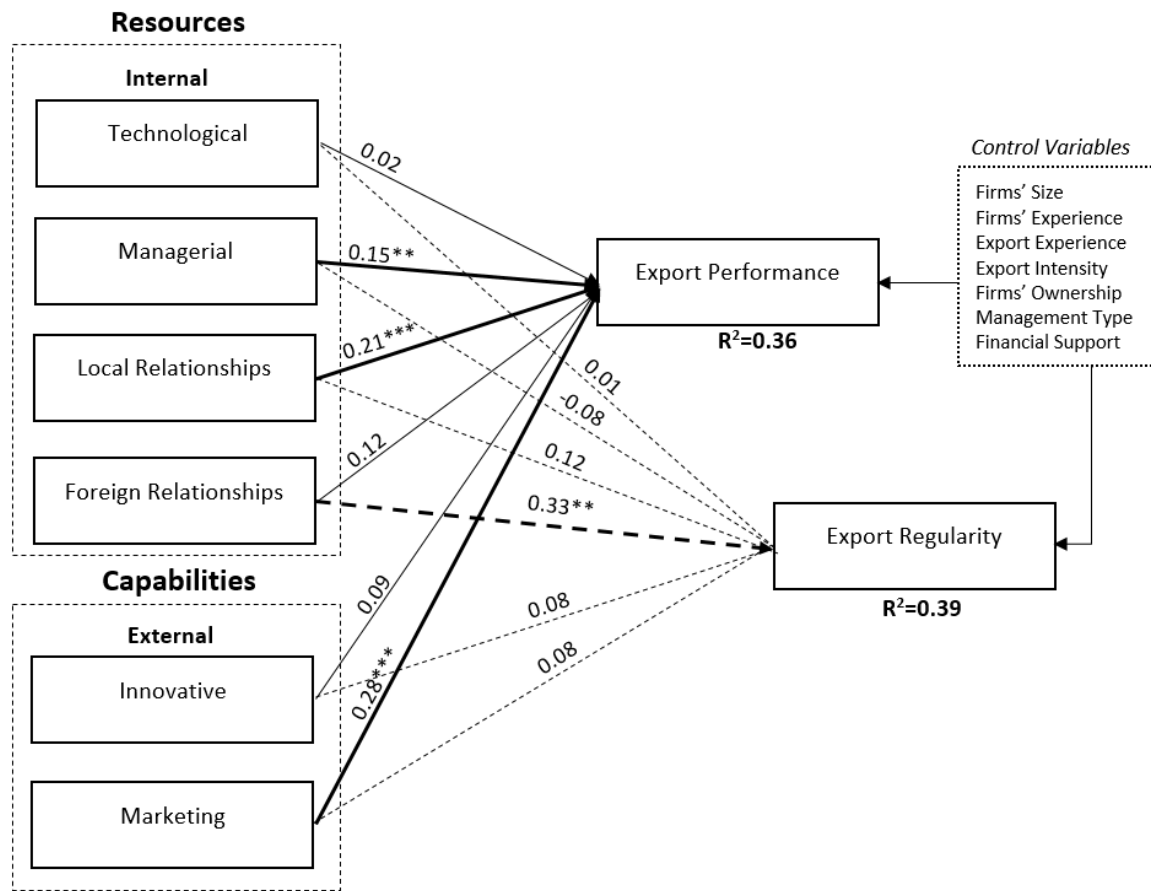 Resources
Internal
Technological
Managerial
Local Relationships
Foreign Relationships
Capabilities
External
Innovative
Marketing
0.02
0.15**
0.21***
0.12
0.09
0.28***
0.01
-0.08
0.12
0.33**
0.08
0.08
Export Performance
R²=0.36
Export Regularity
R²=0.39
Control Variables
Firms' Size
Firms' Experience
Export Experience
Export Intensity
Firms' Ownership
Management Type
Financial Support